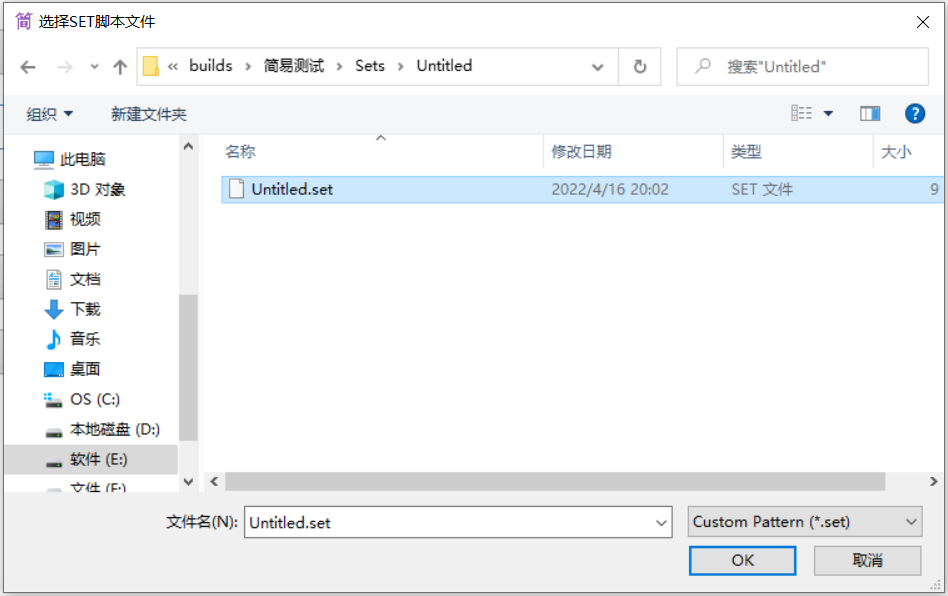 简 选择SET脚本文件
« builds › 简易测试 › Sets › Untitled
搜索"Untitled"
组织 新建文件夹
?
名称 修改日期 类型 大小
Untitled.set 2022/4/16 20:02 SET 文件 9
此电脑
3D 对象
视频
图片
文档
下载
音乐
桌面
OS (C:)
本地磁盘 (D:)
软件 (E:)
文件 (F:)
文件名(N): Untitled.set
Custom Pattern (*.set)
OK 取消